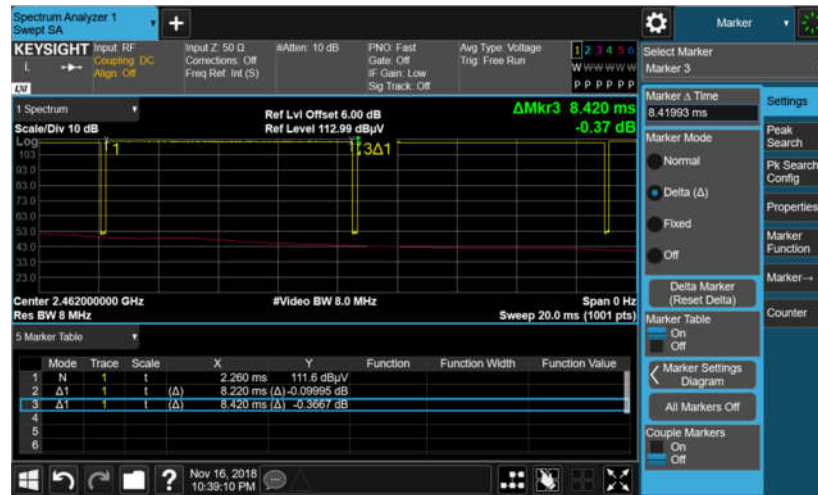 Spectrum Analyzer 1
Swept SA
Marker
KEYSIGHT
L
LXI
Input: RF
Coupling: DC
Align: Off
Input Z: 50 Ω
Corrections: Off
Freq Ref: Int (S)
#Atten: 10 dB
PNO: Fast
Gate: Off
IF Gain: Low
Sig Track: Off
Avg Type: Voltage
Trig: Free Run
1 2 3 4 5 6
W W W W W W
P P P P P P
Select Marker
Marker 3
1 Spectrum
Scale/Div 10 dB
Ref Lvl Offset 6.00 dB
Ref Level 112.99 dBµV
ΔMkr3 8.420 ms
-0.37 dB
Log
103
93.0
83.0
73.0
63.0
53.0
43.0
33.0
23.0
1
3Δ1
Center 2.462000000 GHz
Res BW 8 MHz
#Video BW 8.0 MHz
Span 0 Hz
Sweep 20.0 ms (1001 pts)
5 Marker Table
Mode Trace Scale X Y Function Function Width Function Value
1 N 1 t 2.260 ms 111.6 dBµV
2 Δ1 1 t (Δ) 8.220 ms (Δ) -0.09995 dB
3 Δ1 1 t (Δ) 8.420 ms (Δ) -0.3667 dB
4
5
6
Marker Δ Time
8.41993 ms
Marker Mode
Normal
Delta (Δ)
Fixed
Off
Delta Marker
(Reset Delta)
Marker Table
On
Off
Marker Settings
Diagram
All Markers Off
Couple Markers
On
Off
Settings
Peak
Search
Pk Search
Config
Properties
Marker
Function
Marker→
Counter
?
Nov 16, 2018
10:39:10 PM